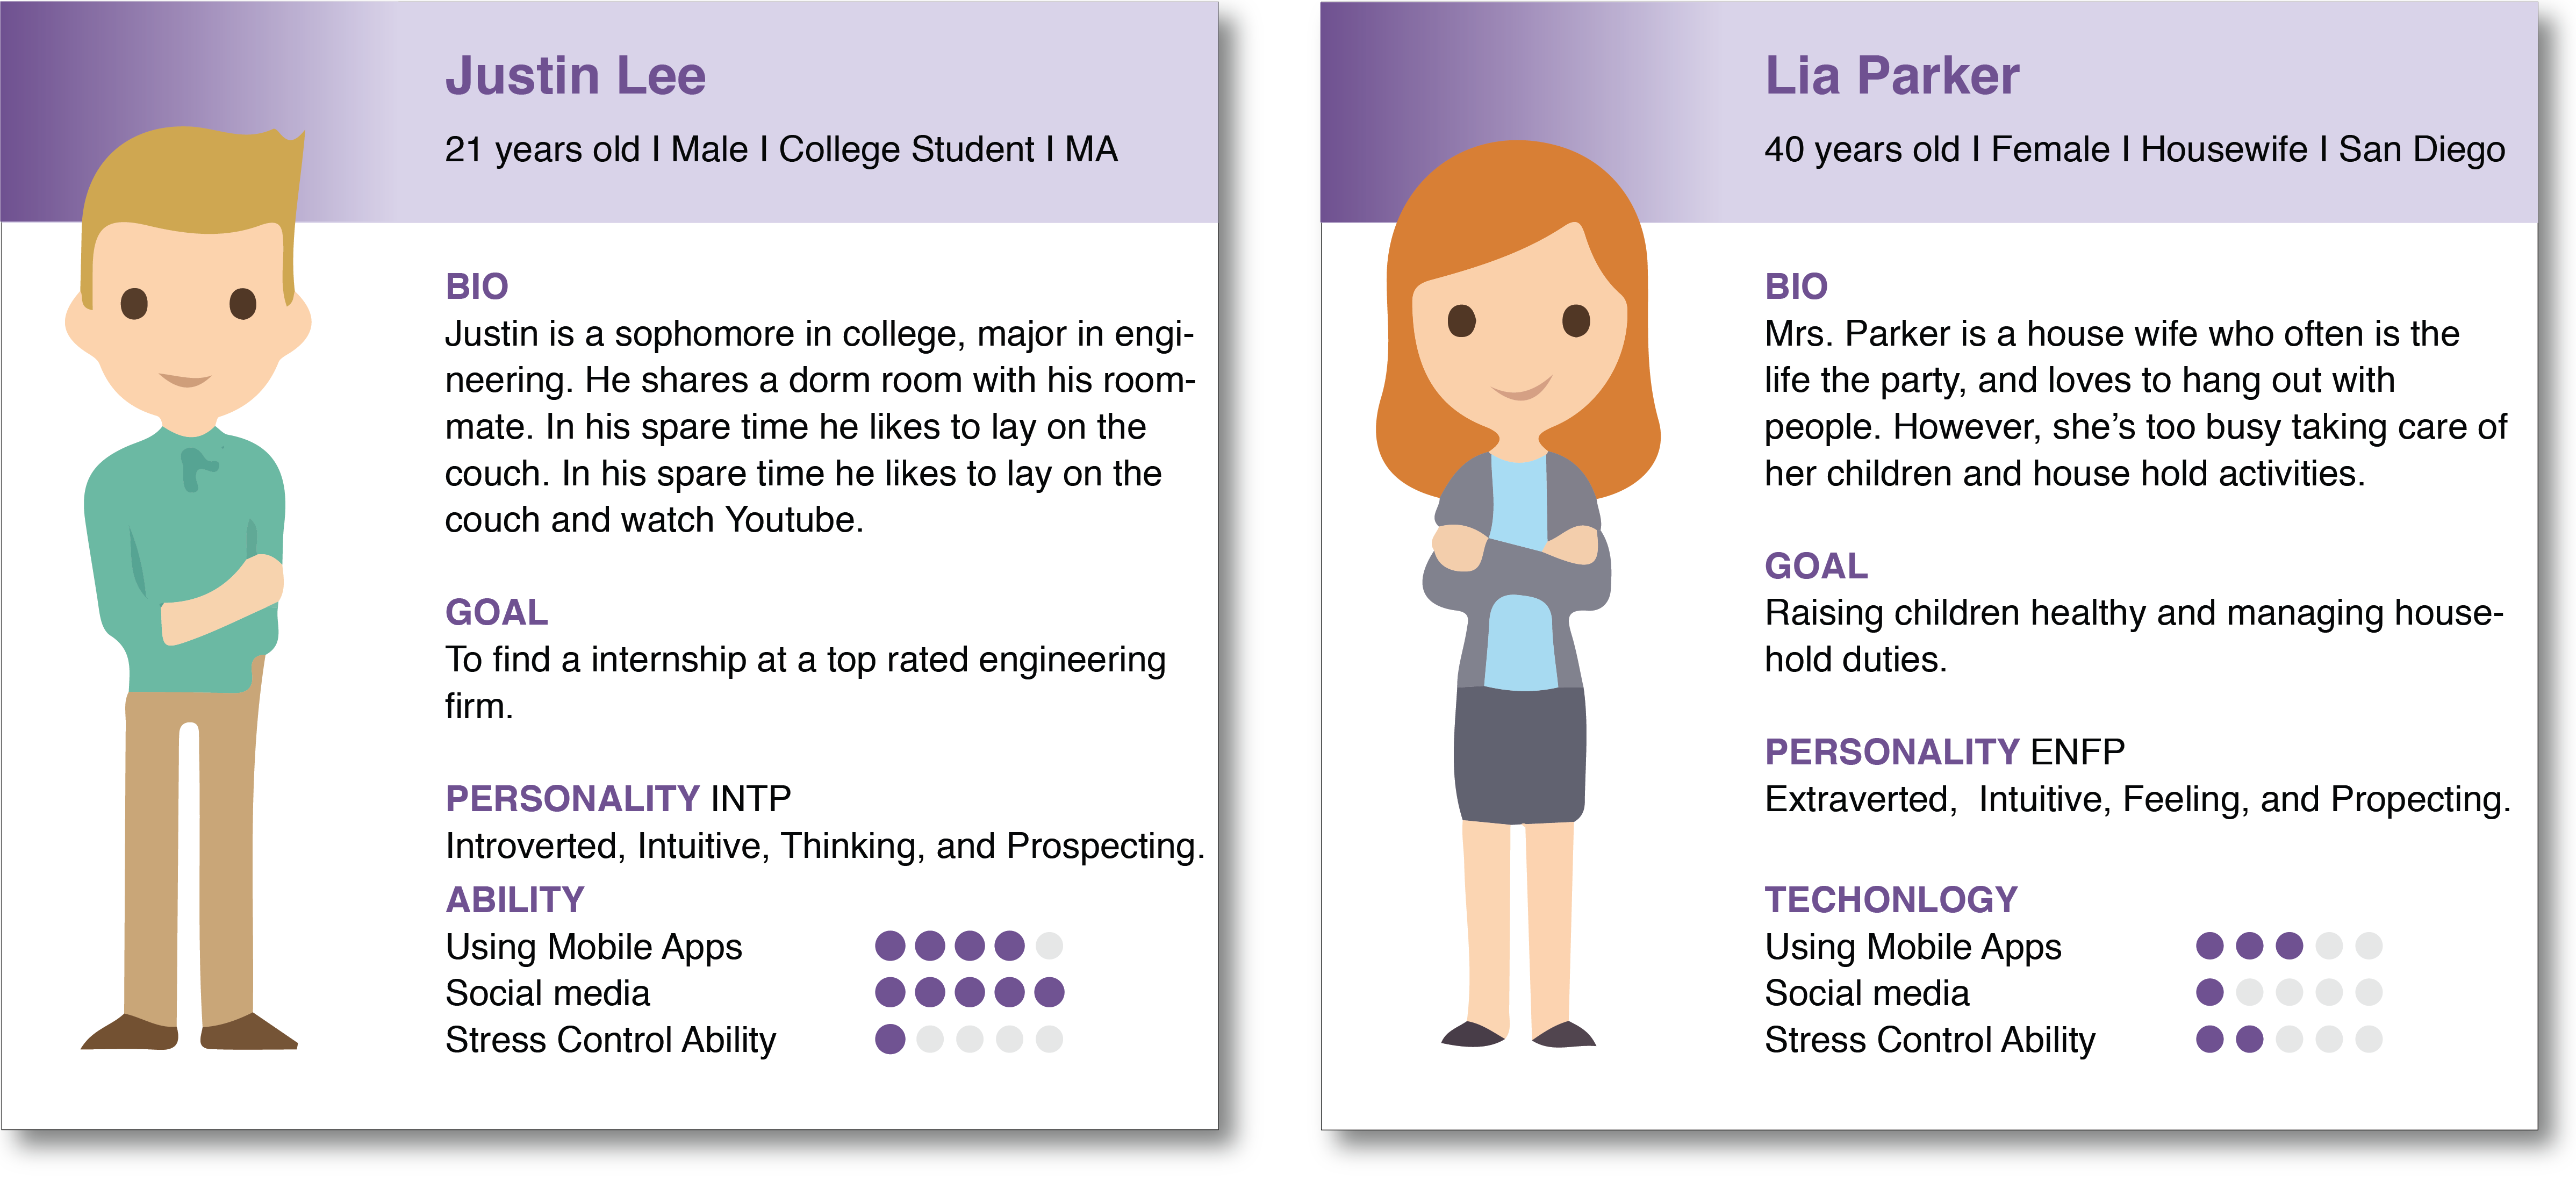 Justin Lee
21 years old I Male I College Student I MA
BIO
Justin is a sophomore in college, major in engi-
neering. He shares a dorm room with his room-
mate. In his spare time he likes to lay on the
couch. In his spare time he likes to lay on the
couch and watch Youtube.
GOAL
To find a internship at a top rated engineering
firm.
PERSONALITY INTP
Introverted, Intuitive, Thinking, and Prospecting.
ABILITY
Using Mobile Apps
Social media
Stress Control Ability
Lia Parker
40 years old I Female I Housewife I San Diego
BIO
Mrs. Parker is a house wife who often is the
life the party, and loves to hang out with
people. However, she’s too busy taking care of
her children and house hold activities.
GOAL
Raising children healthy and managing house-
hold duties.
PERSONALITY ENFP
Extraverted,  Intuitive, Feeling, and Propecting.
TECHONLOGY
Using Mobile Apps
Social media
Stress Control Ability